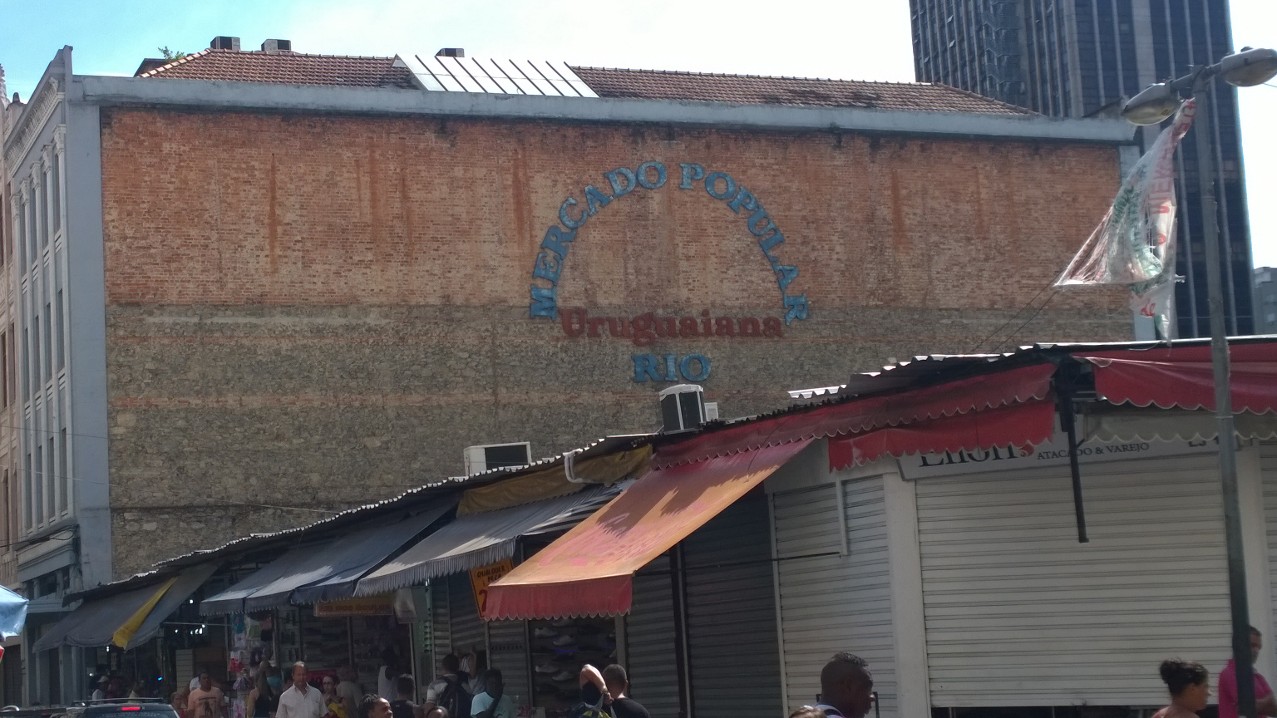 MERCADO POPULAR
Uruguaiana
RIO
ATACADO & VAREJO